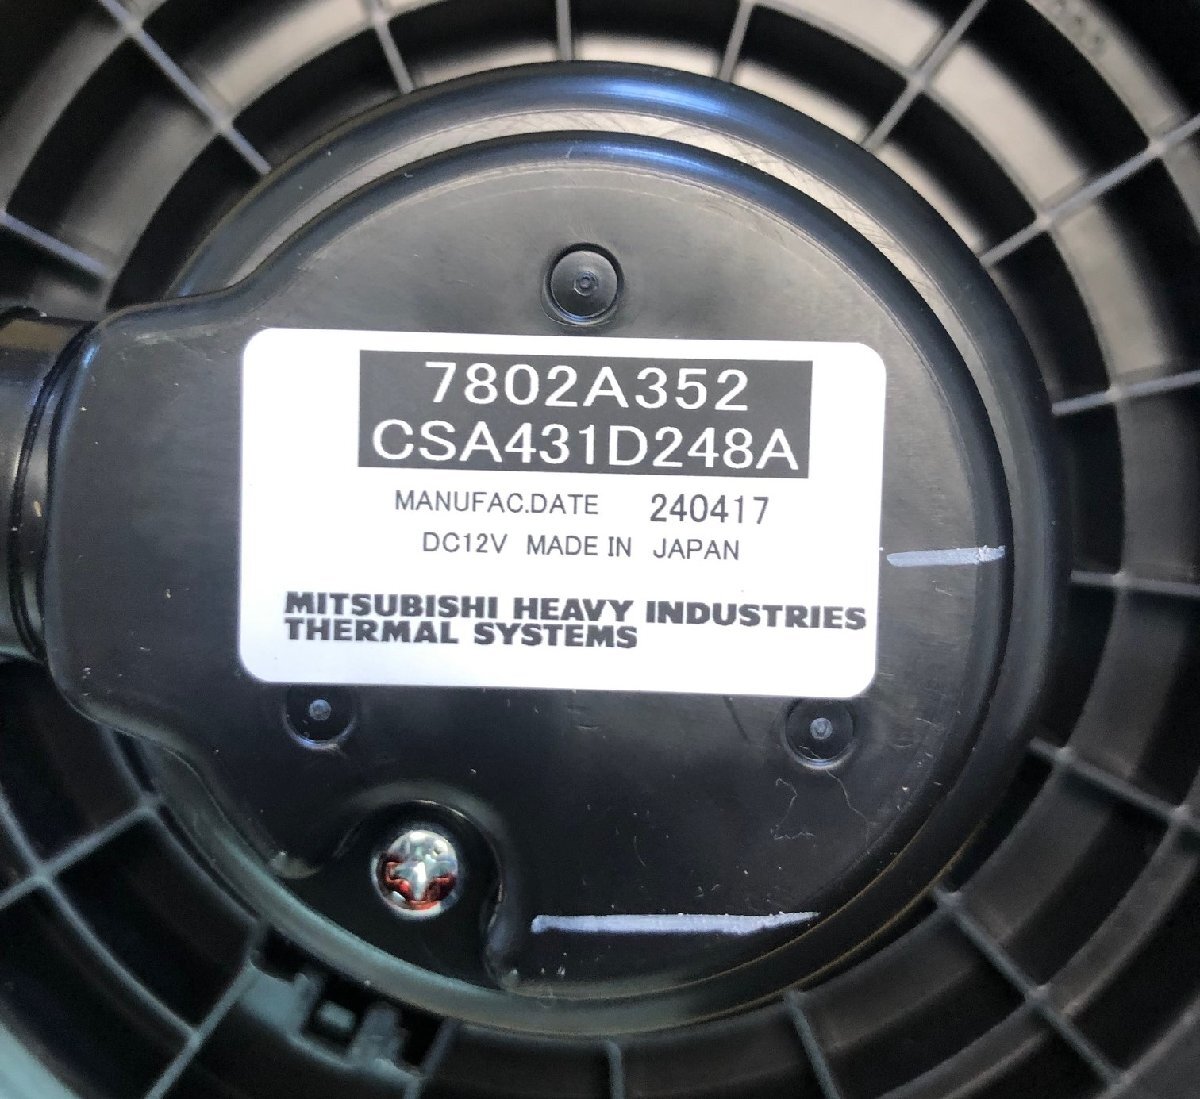 7802A352
CSA431D248A
MANUFAC.DATE 240417
DC12V MADE IN JAPAN
MITSUBISHI HEAVY INDUSTRIES
THERMAL SYSTEMS